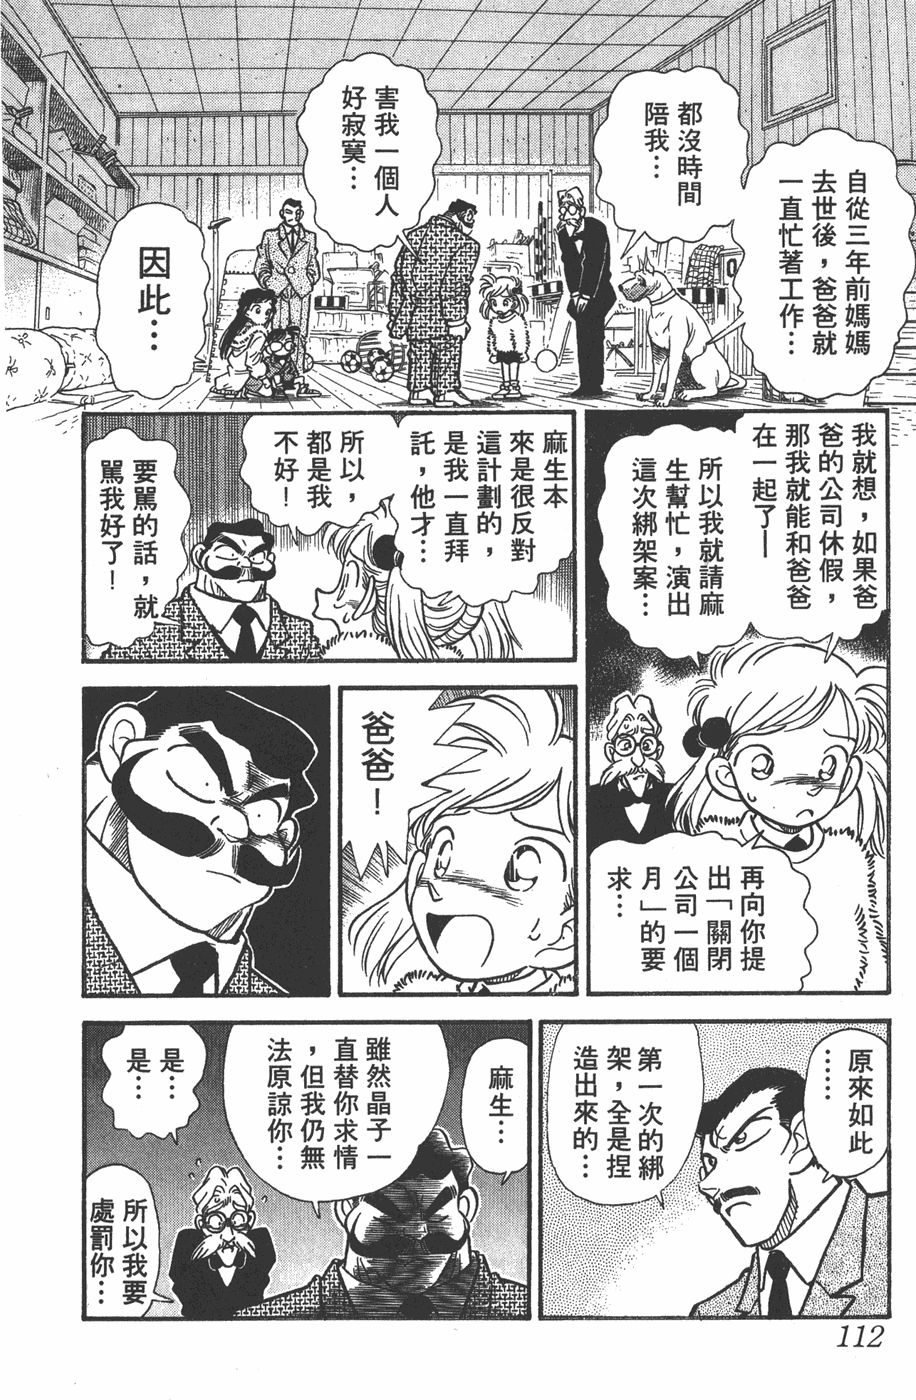 自從三年前媽媽
去世後，爸爸就
一直忙著工作…
都沒時間
陪我…
害我一個人
好寂寞…
因此…
我就想，如果爸
爸的公司休假，
那我就能和爸爸
在一起了—
所以我就請麻
生幫忙，演出
這次綁架案…
再向你提
出「關閉
公司一個
月」的要
求…
麻生本
來是很反對
這計劃的，
是我一直拜
託，他才…
所以，
都是我
不好！
要罵的話，就
罵我好了！
爸爸！
原來如此
……
第一次的綁
架，全是捏
造出來的…
麻生…
雖然晶子一
直替你求情
，但我仍無
法原諒你…
是…
是…
所以我要
處罰你…
112